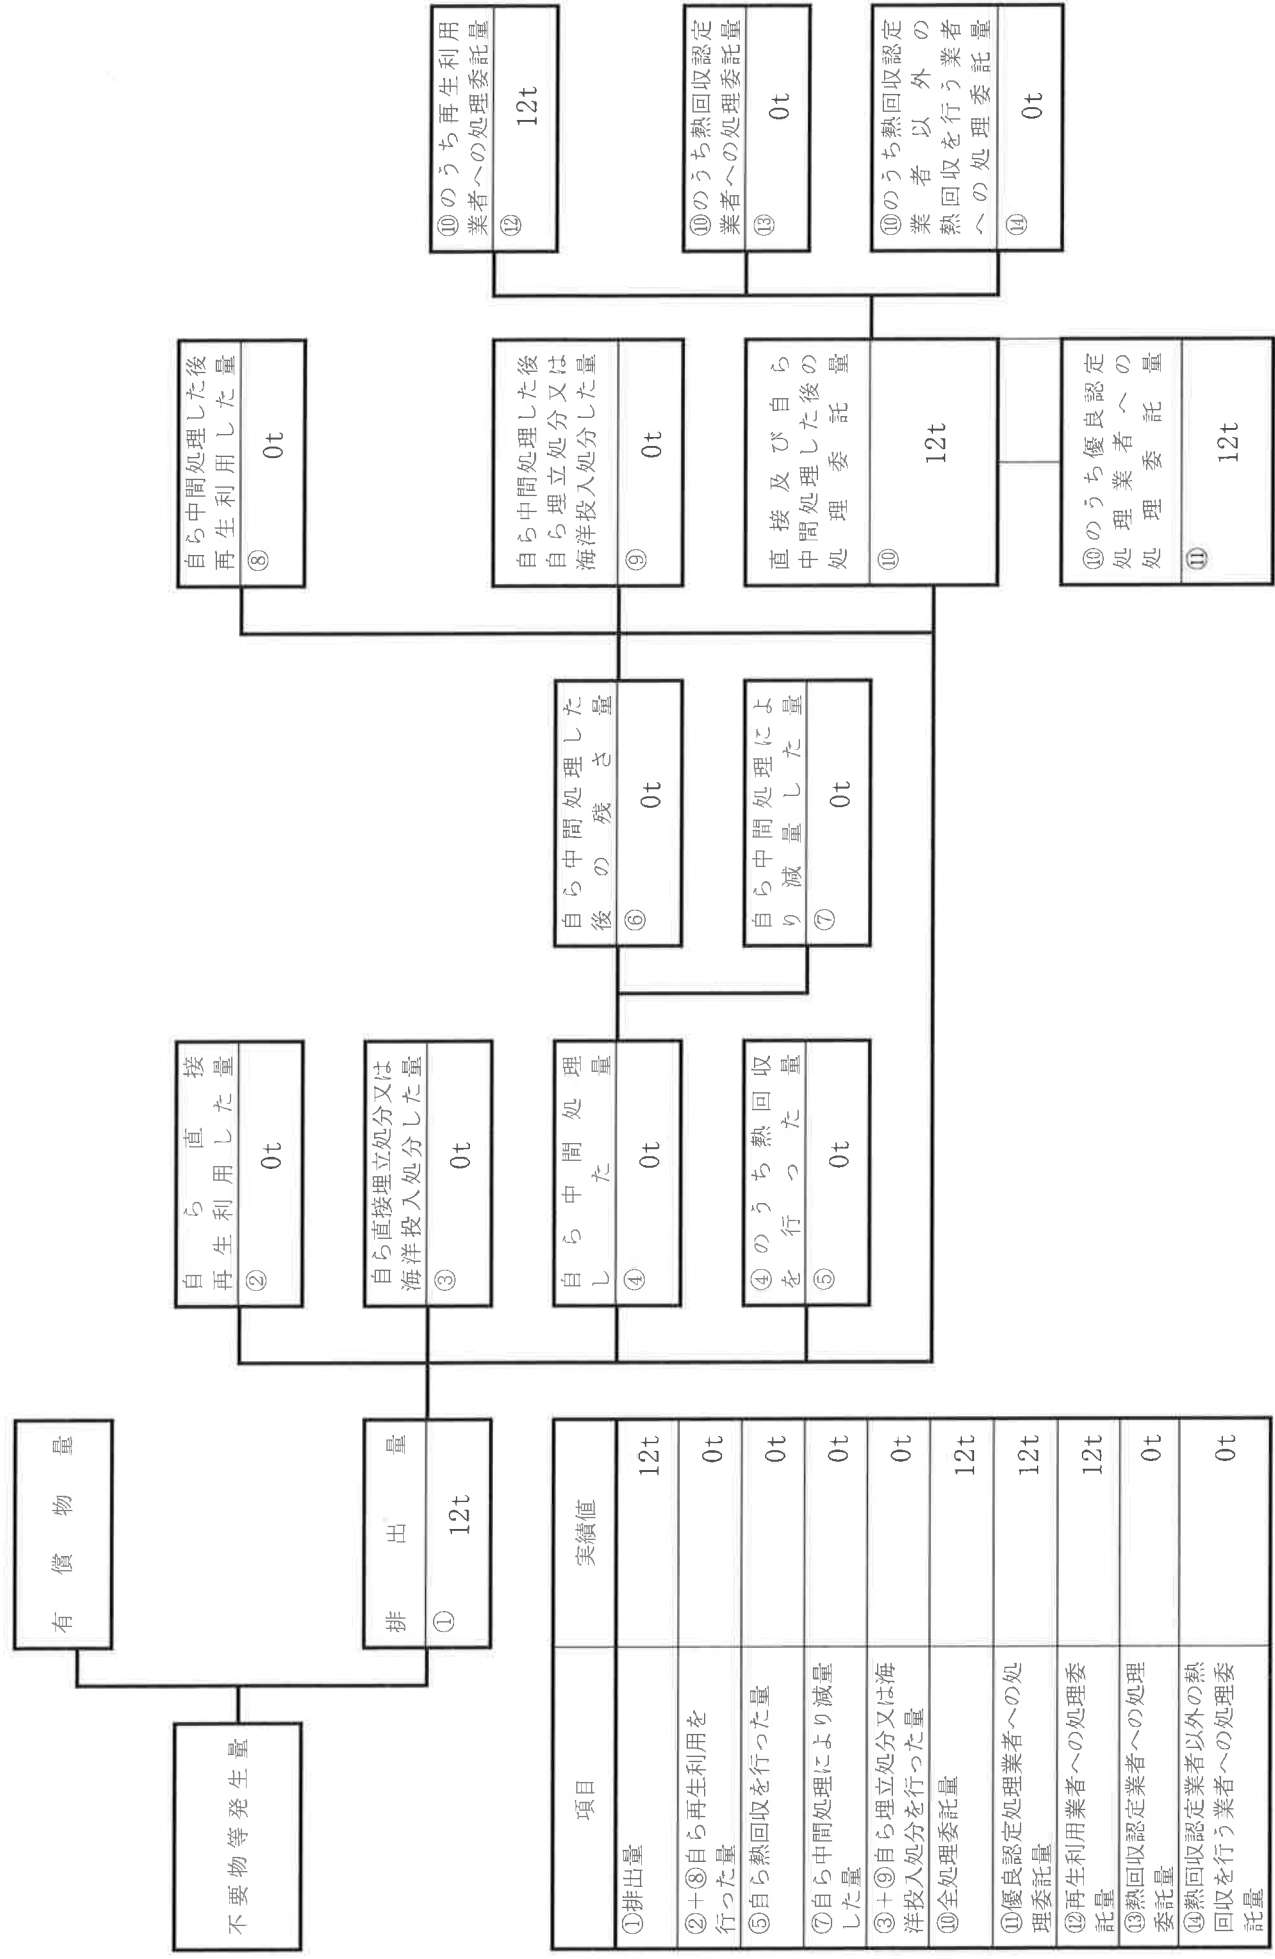 不要物等発生量
有償物量
排出量
①
12t
自ら直接
再生利用した量
②
0t
自ら直接埋立処分又は
海洋投入処分した量
③
0t
自ら中間処理
した量
④
0t
④のうち熱回収
を行った量
⑤
0t
自ら中間処理した
後の残さ量
⑥
0t
自ら中間処理によ
り減量した量
⑦
0t
自ら中間処理した後
再生利用した量
⑧
0t
自ら中間処理した後
自ら埋立処分又は
海洋投入処分した量
⑨
0t
直接及び自ら
中間処理した後の
処理委託量
⑩
12t
⑩のうち優良認定
処理業者への
処理委託量
⑪
12t
⑩のうち再生利用
業者への処理委託量
⑫
12t
⑩のうち熱回収認定
業者への処理委託量
⑬
0t
⑩のうち熱回収認定
業者以外の
熱回収を行う業者
への処理委託量
⑭
0t
項目 実績値
①排出量 12t
②+⑧自ら再生利用を
行った量 0t
⑤自ら熱回収を行った量 0t
⑦自ら中間処理により減量
した量 0t
③+⑨自ら埋立処分又は海
洋投入処分を行った量 0t
⑩全処理委託量 12t
⑪優良認定処理業者への処
理委託量 12t
⑫再生利用業者への処理委
託量 12t
⑬熱回収認定業者への処理
委託量 0t
⑭熱回収認定業者以外の熱
回収を行う業者への処理委
託量 0t